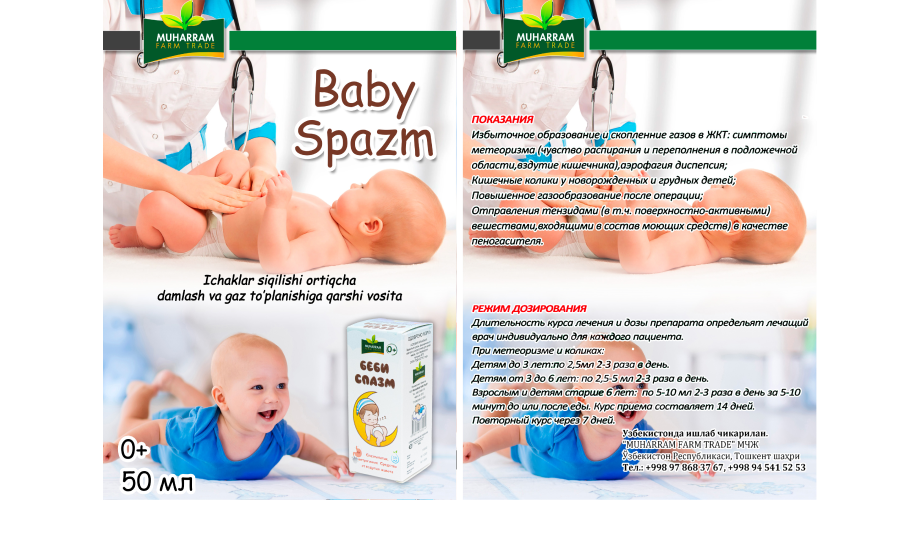 MUHARRAM
FARM TRADE
Baby
Spazm
Ichaklar siqilishi ortiqcha
damlash va gaz to'planishiga qarshi vosita
MUHARRAM
0+
БЕБИ
СПАЗМ
0+
50 мл
MUHARRAM
FARM TRADE
ПОКАЗАНИЯ
Избыточное образование и скопленние газов в ЖКТ: симптомы
метеоризма (чувство распирания и переполнения в подложечной
области,вздутие кишечника),аэрофагия диспепсия;
Кишечные колики у новорожденных и грудных детей;
Повышенное газообразование после операции;
Отправления тензидами (в т.ч. поверхностно-активными)
вешествами,входящими в состав моющих средств) в качестве
пеногасителя.
РЕЖИМ ДОЗИРОВАНИЯ
Длительность курса лечения и дозы препарата определьят лечащий
врач индивидуально для каждого пациента.
При метеоризме и коликах:
Детям до 3 лет:по 2,5мл 2-3 раза в день.
Детям от 3 до 6 лет: по 2,5-5 мл 2-3 раза в день.
Взрослым и детям старше 6 лет;  по 5-10 мл 2-3 раза в день за 5-10
минут до или после еды. Курс приема составляет 14 дней.
Повторный курс через 7 дней.
Узбекистонда ишлаб чикарилан.
"MUHARRAM FARM TRADE" МЧЖ
Ўзбекистон Республикаси, Тошкент шаҳри
Тел.: +998 97 868 37 67, +998 94 541 52 53